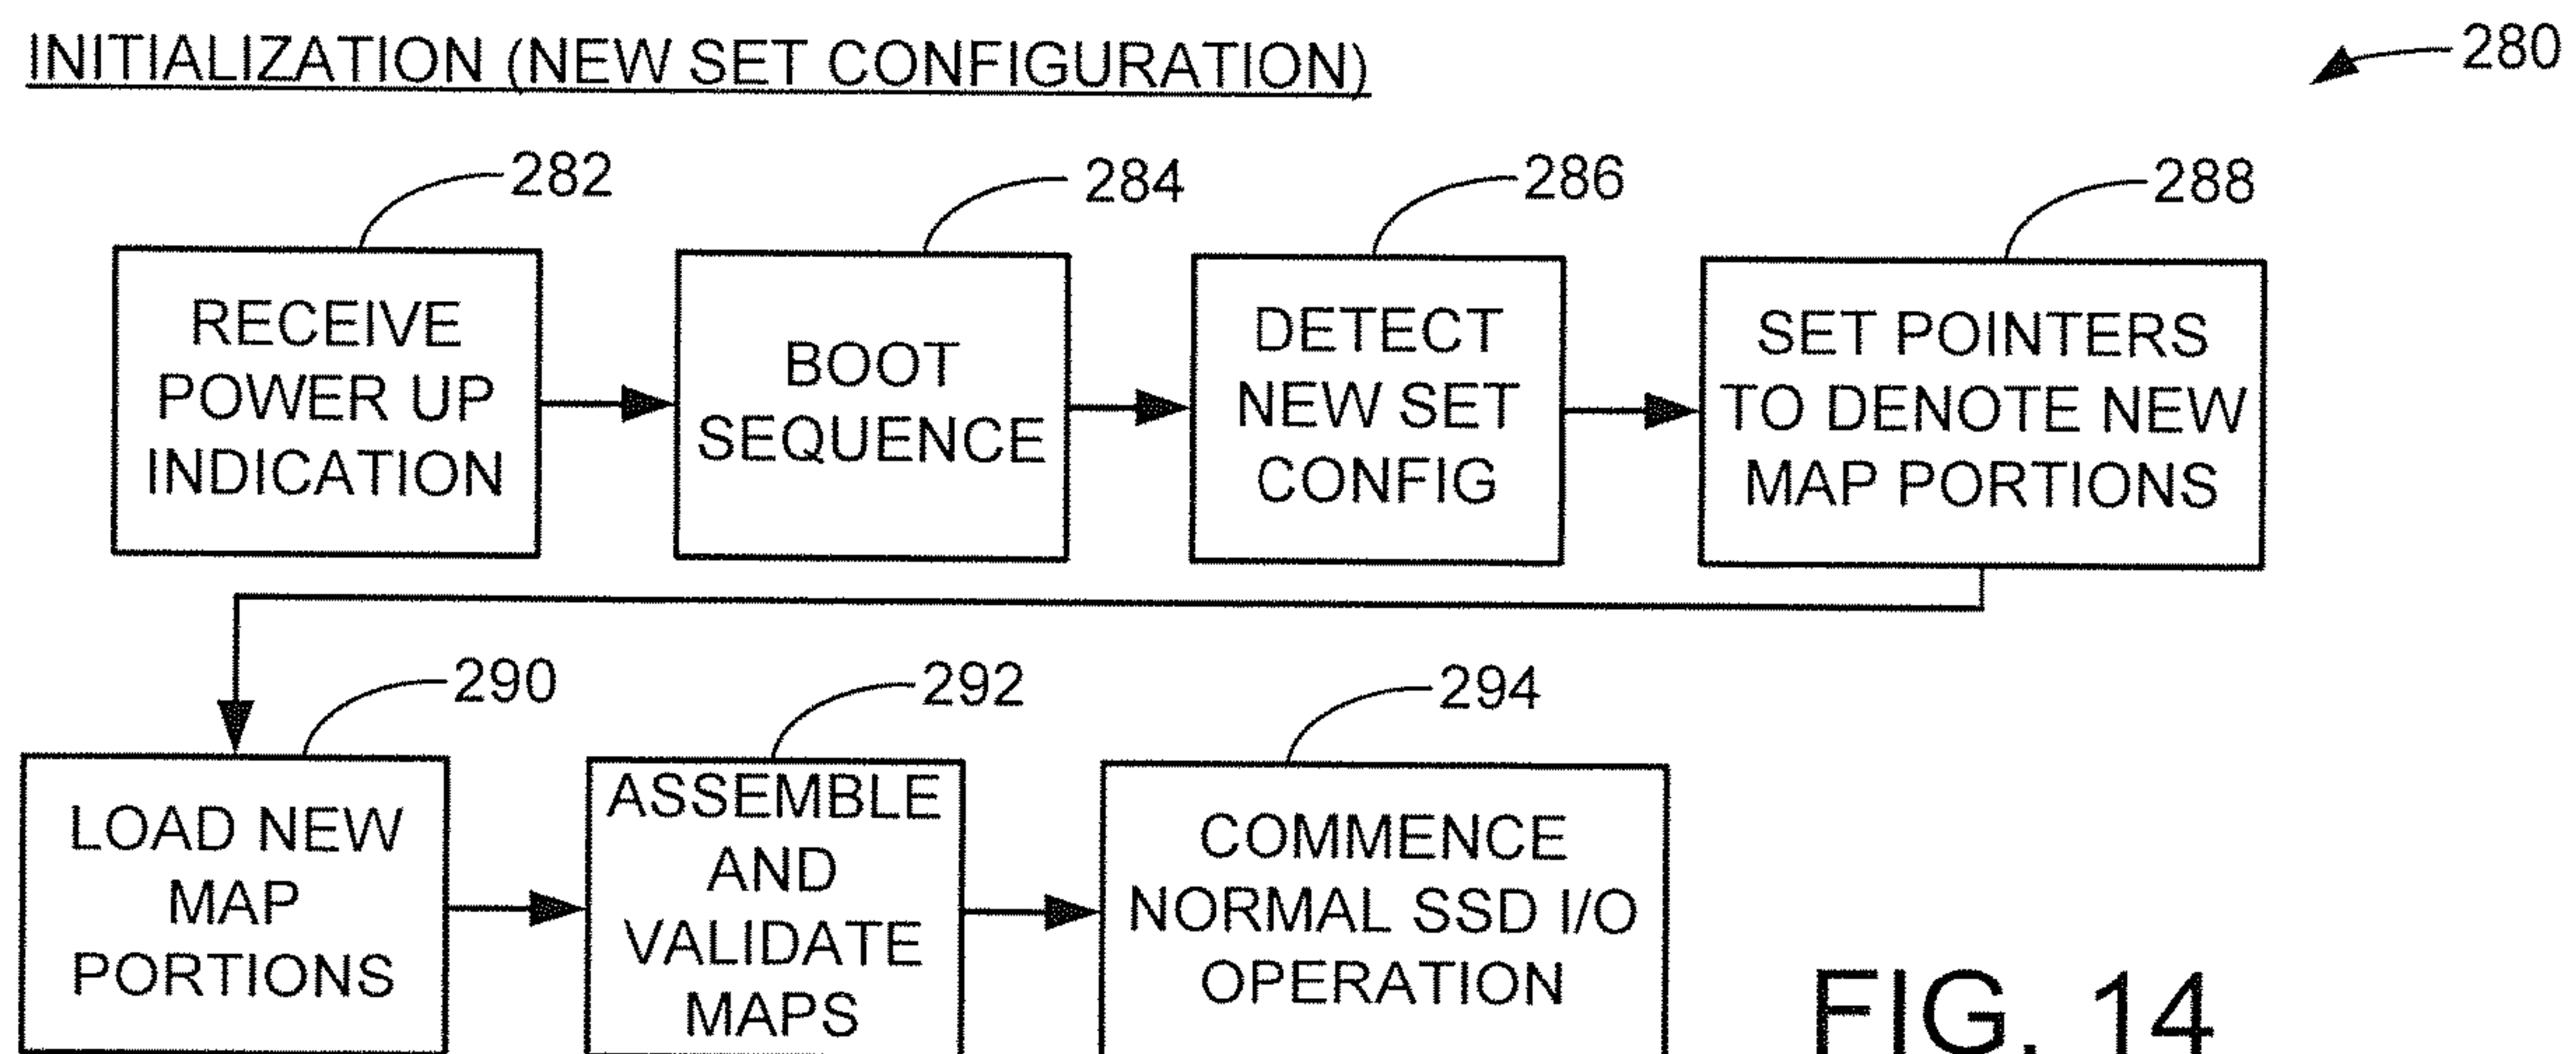 INITIALIZATION (NEW SET CONFIGURATION)
280
282
284
286
288
RECEIVE
POWER UP
INDICATION
BOOT
SEQUENCE
DETECT
NEW SET
CONFIG
SET POINTERS
TO DENOTE NEW
MAP PORTIONS
290
292
294
LOAD NEW
MAP
PORTIONS
ASSEMBLE
AND
VALIDATE
MAPS
COMMENCE
NORMAL SSD I/O
OPERATION
FIG. 14